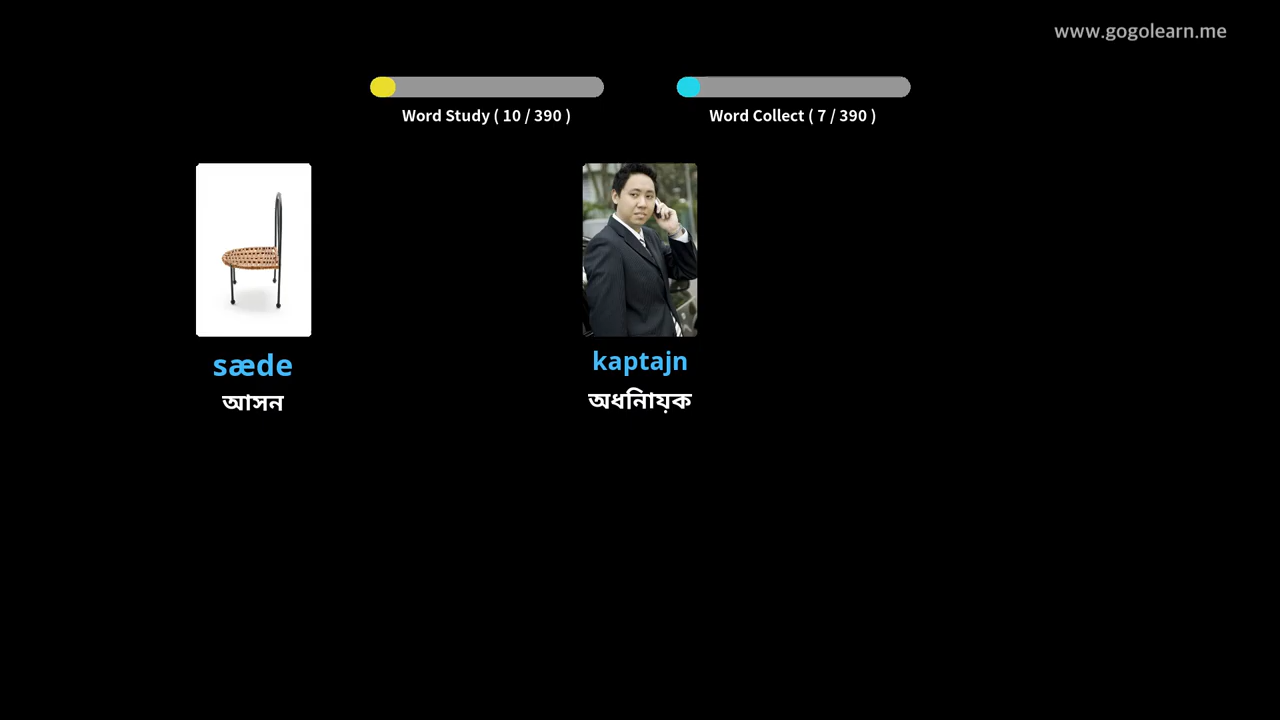 www.gogolearn.me
Word Study ( 10 / 390 )
Word Collect ( 7 / 390 )
sæde
আসন
kaptajn
অধিনায়ক